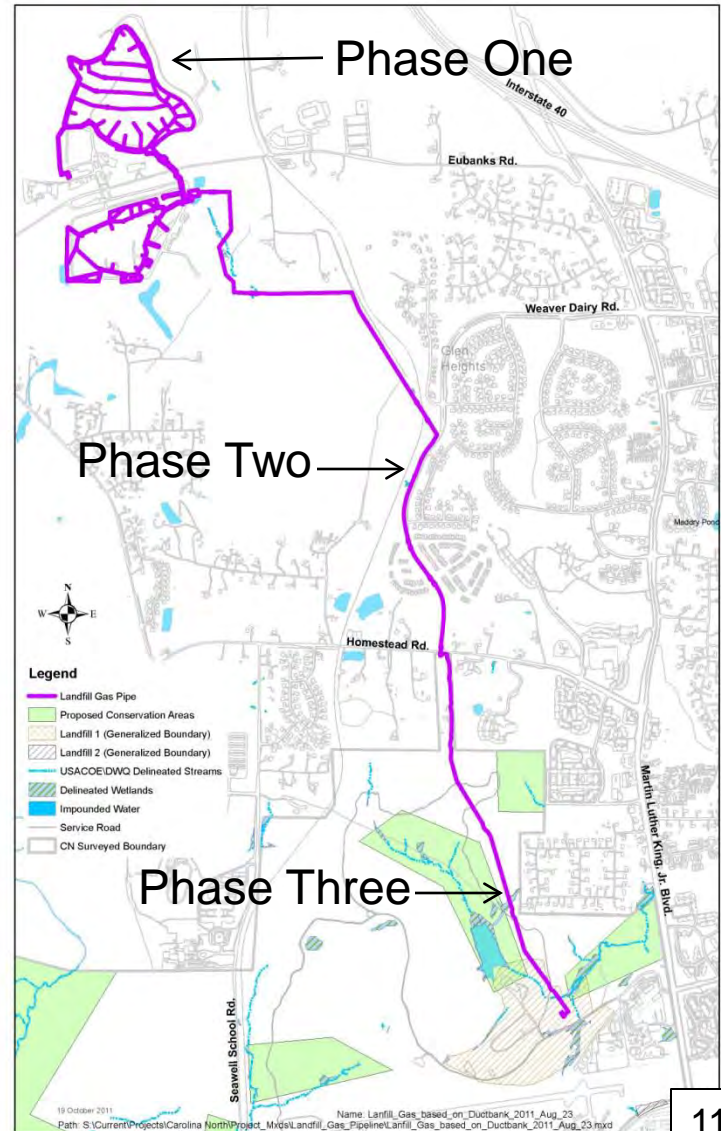 Phase One
Interstate 40
Eubanks Rd.
Weaver Dairy Rd.
Glen
Heights
Phase Two
Maddry Pond
N
W E
S
Homestead Rd.
Legend
Landfill Gas Pipe
Proposed Conservation Areas
Landfill 1 (Generalized Boundary)
Landfill 2 (Generalized Boundary)
USACOE\DWQ Delineated Streams
Delineated Wetlands
Impounded Water
Service Road
CN Surveyed Boundary
Martin Luther King, Jr. Blvd.
Phase Three
Seawell School Rd.
19 October 2011
Name: Lanfill_Gas_based_on_Ductbank_2011_Aug_23
Path: S:\Current\Projects\Carolina North\Project_Mxds\Landfill_Gas_Pipeline\Lanfill_Gas_based_on_Ductbank_2011_Aug_23.mxd
11